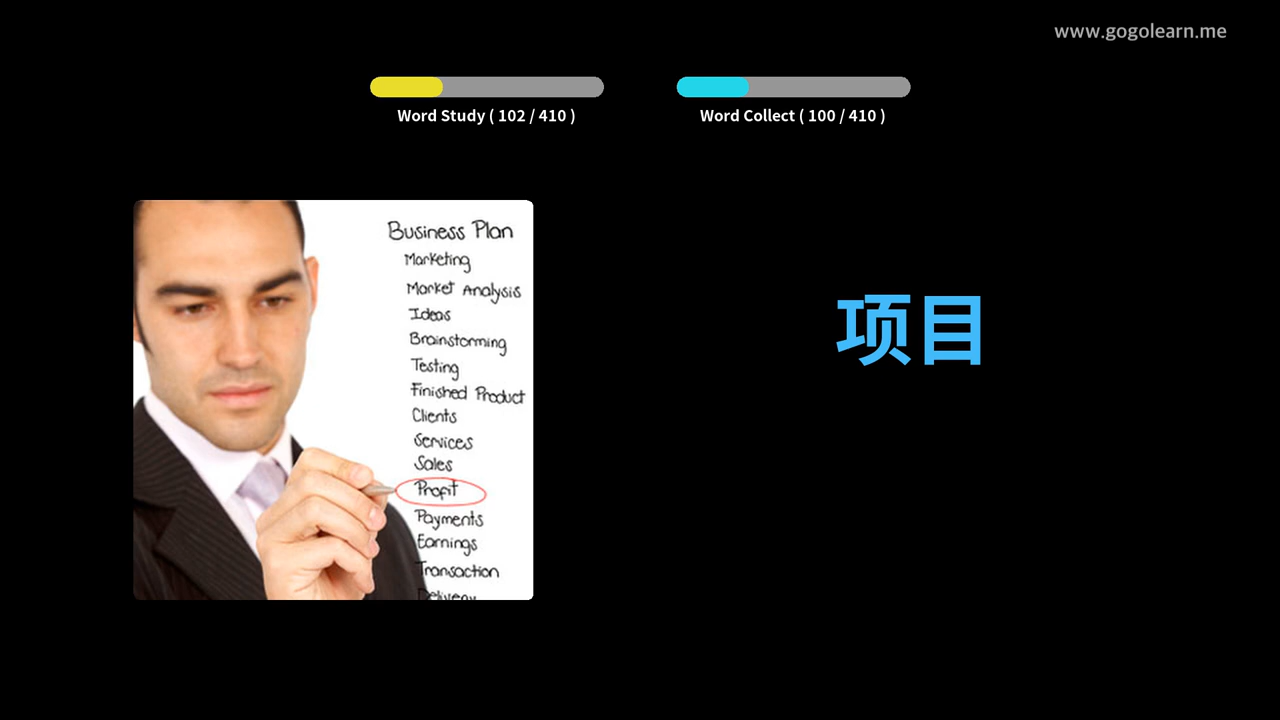 www.gogolearn.me
Word Study ( 102 / 410 )
Word Collect ( 100 / 410 )
Business Plan
Marketing
Market Analysis
Ideas
Brainstorming
Testing
Finished Product
Clients
Services
Sales
Profit
Payments
Earnings
Transaction
Delivery
项目